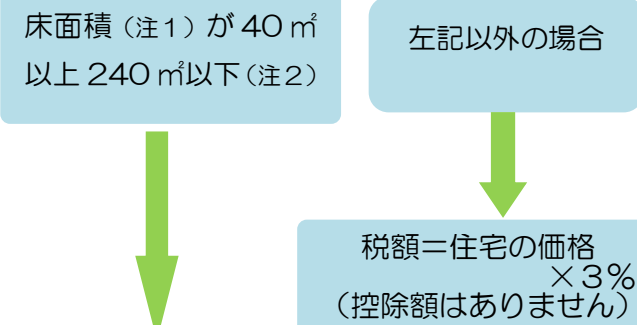 床面積（注１）が40㎡
以上240㎡以下（注２）
左記以外の場合
税額＝住宅の価格
×３％
（控除額はありません）